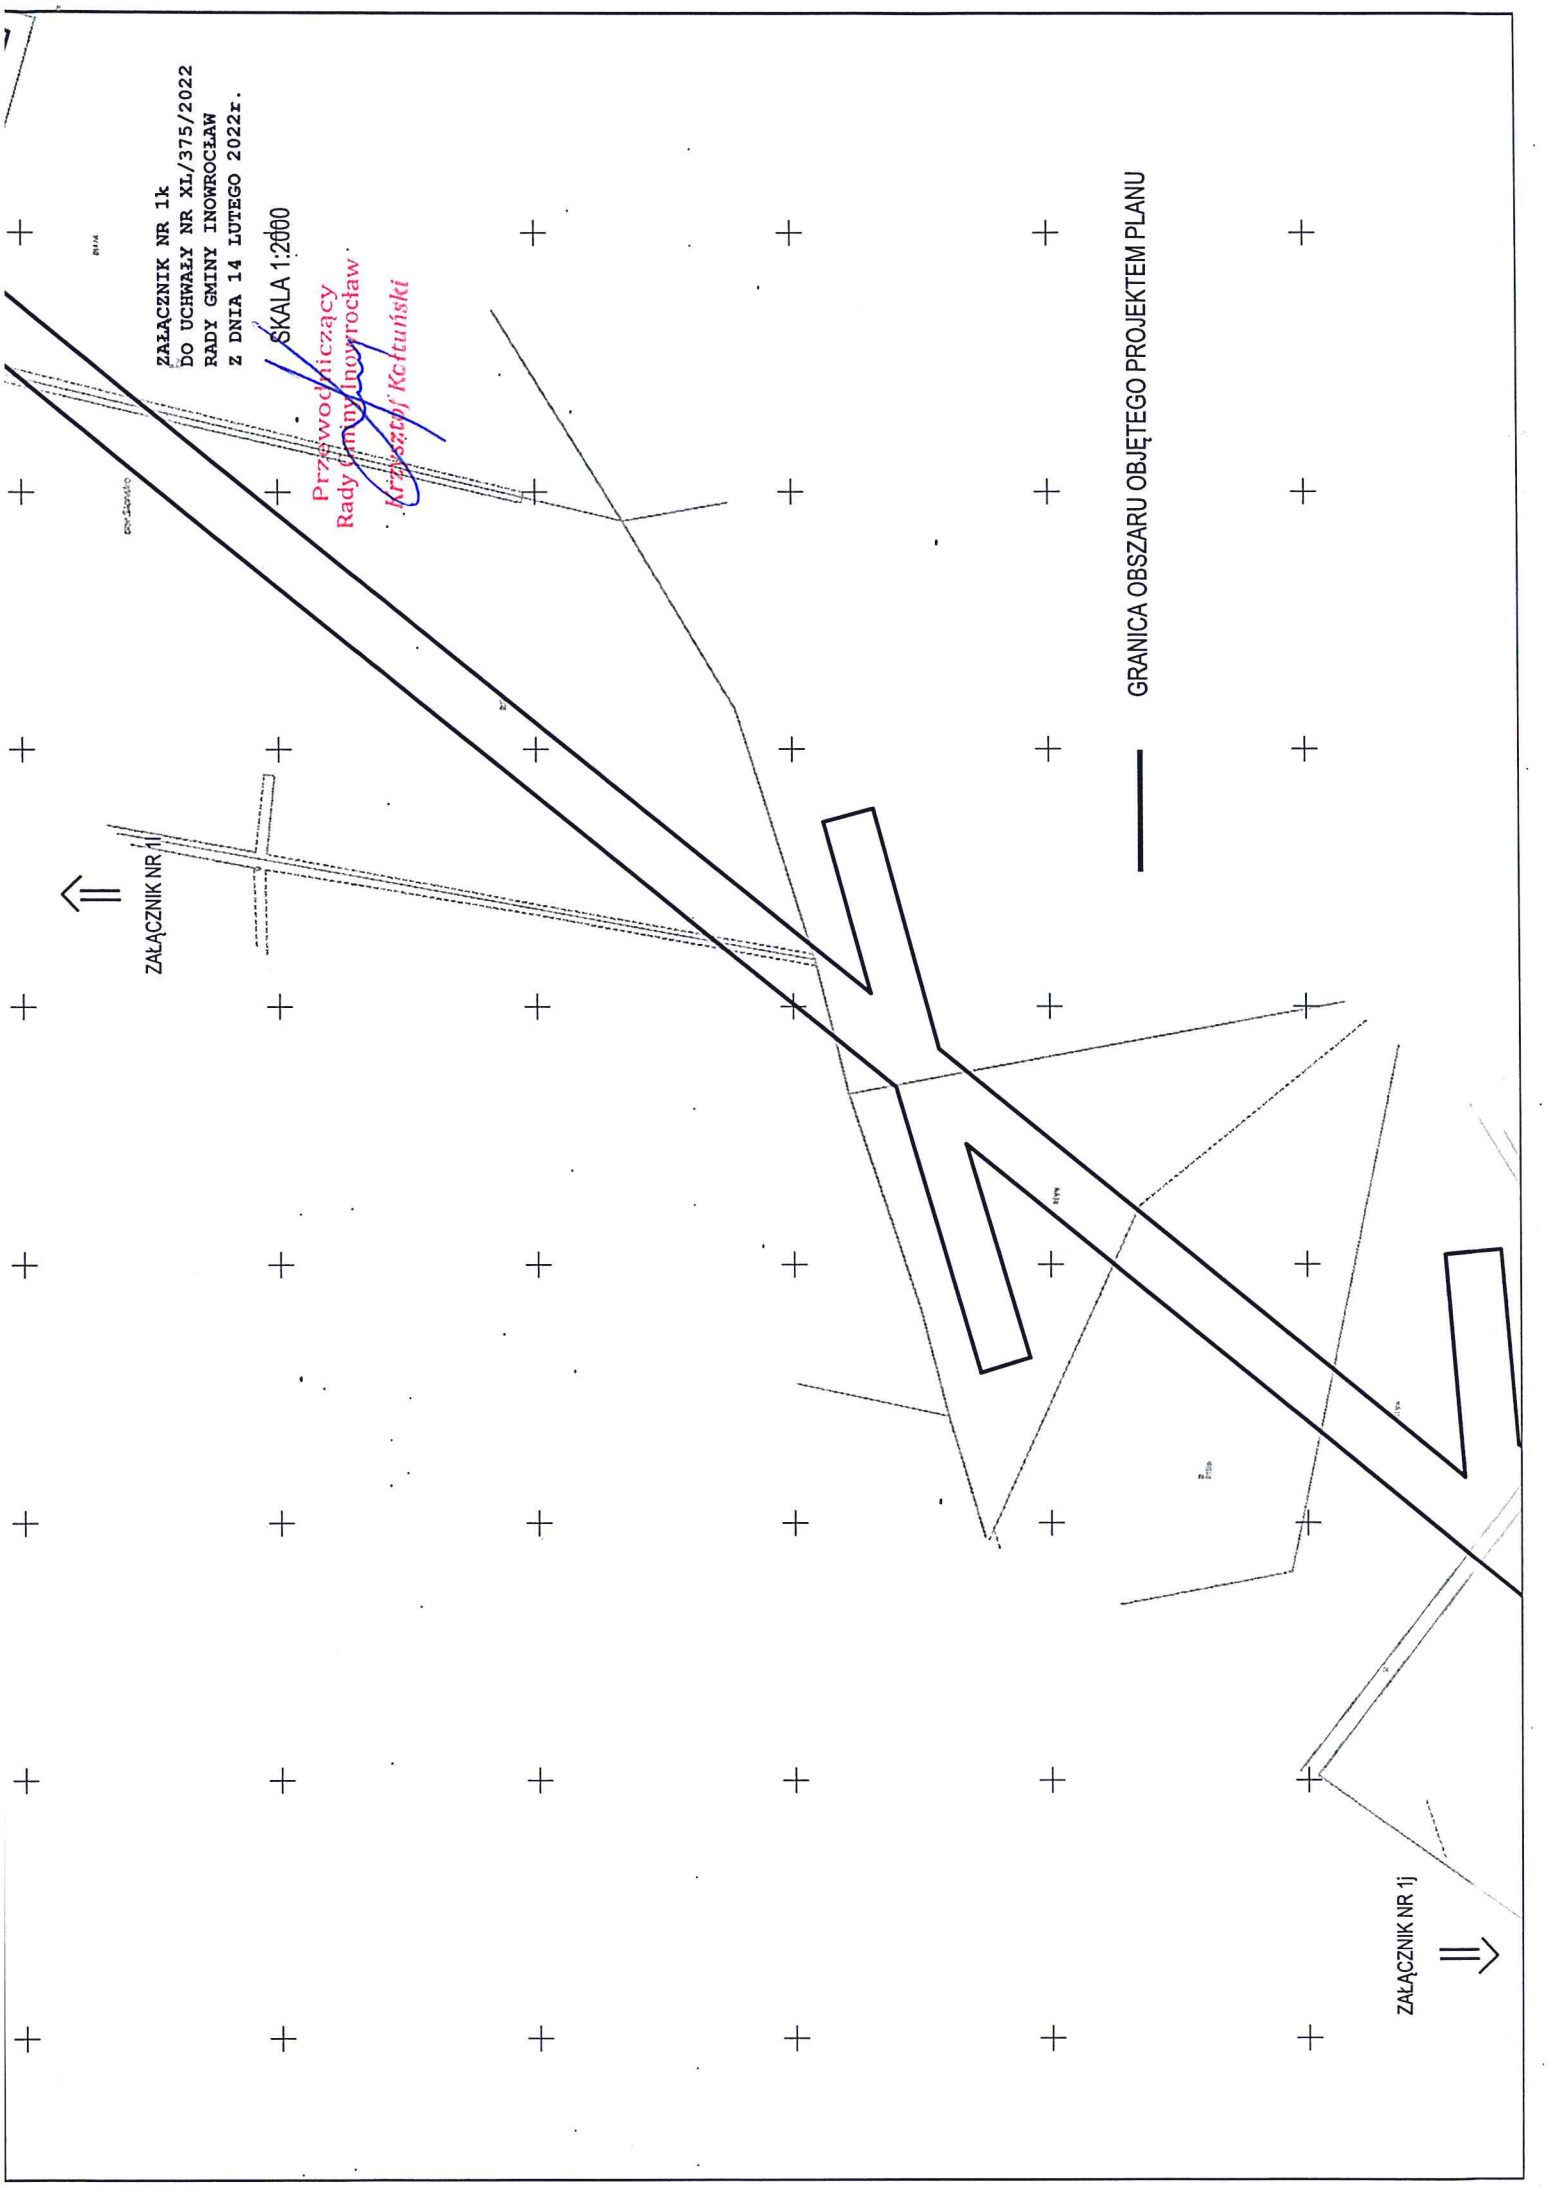 ZAŁĄCZNIK NR 1k
DO UCHWAŁY NR XL/375/2022
RADY GMINY INOWROCŁAW
Z DNIA 14 LUTEGO 2022r.
SKALA 1:2000
Przewodniczący
Rady Gminy Inowrocław
Krzysztof Kołtuński
ZAŁĄCZNIK NR 1l
GRANICA OBSZARU OBJĘTEGO PROJEKTEM PLANU
ZAŁĄCZNIK NR 1j